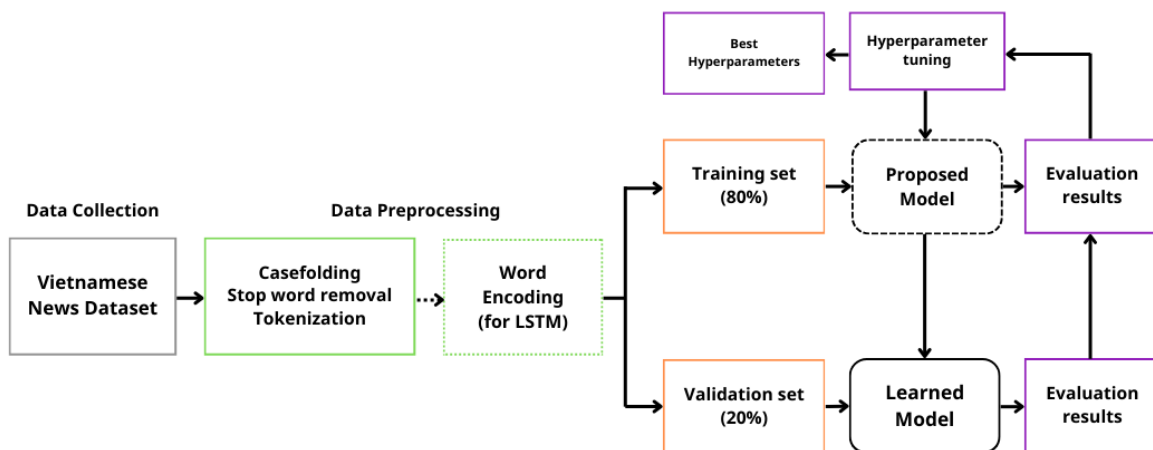 Best
Hyperparameters
Hyperparameter
tuning
Training set
(80%)
Proposed
Model
Evaluation
results
Data Collection
Data Preprocessing
Vietnamese
News Dataset
Casefolding
Stop word removal
Tokenization
Word
Encoding
(for LSTM)
Validation set
(20%)
Learned
Model
Evaluation
results